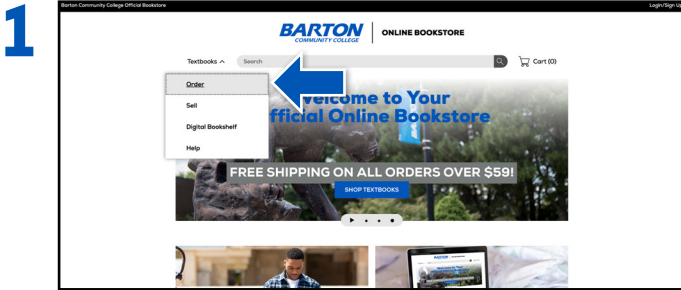 1
Barton Community College Official Bookstore
Login/Sign Up
BARTON
COMMUNITY COLLEGE
ONLINE BOOKSTORE
Textbooks
Search
Cart (0)
Order
Sell
Digital Bookshelf
Help
elcome to Your
fficial Online Bookstore
FREE SHIPPING ON ALL ORDERS OVER $59!
SHOP TEXTBOOKS